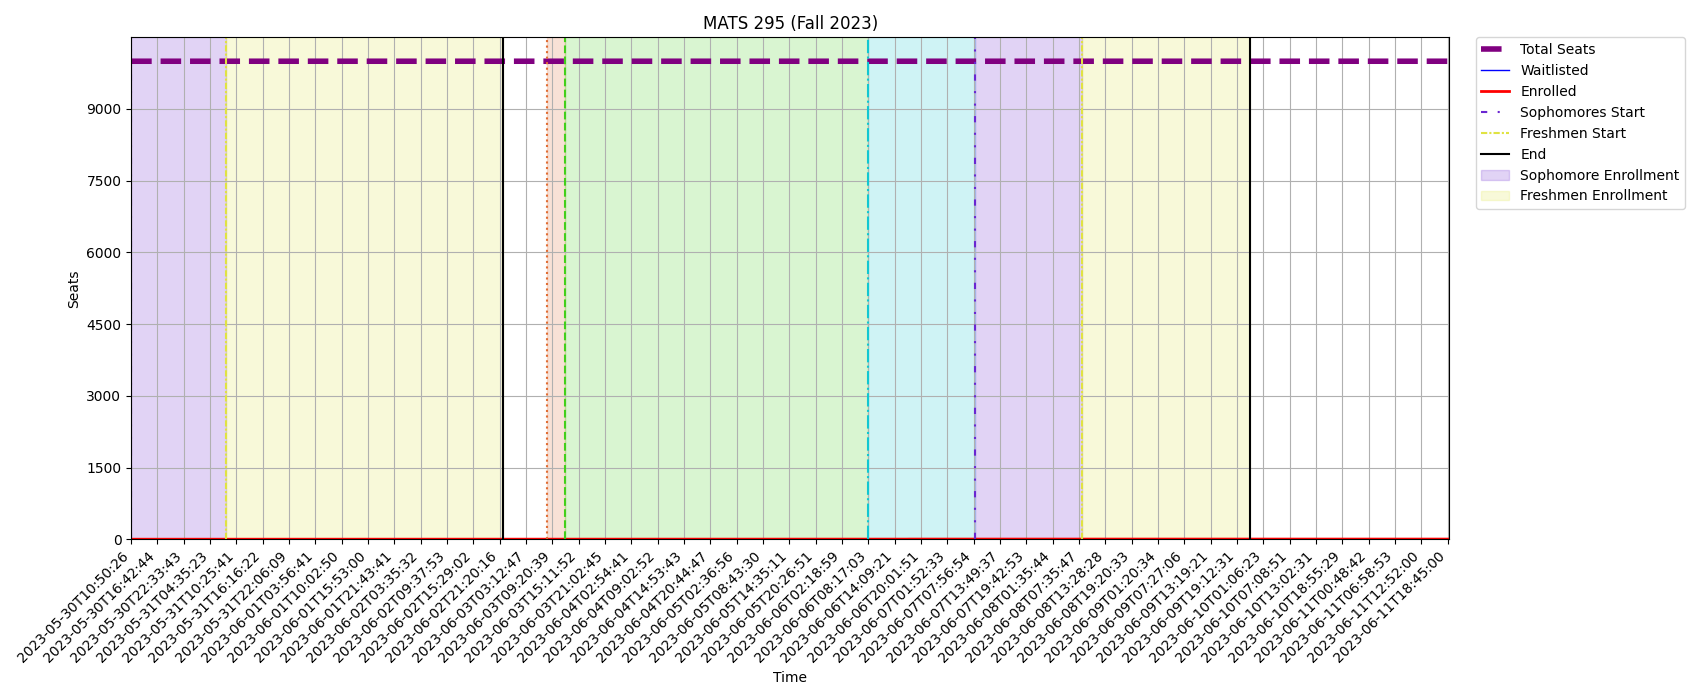 MATS 295 (Fall 2023)
Total Seats
Waitlisted
Enrolled
Sophomores Start
Freshmen Start
End
Sophomore Enrollment
Freshmen Enrollment
Seats
9000
7500
6000
4500
3000
1500
0
2023-05-30T10:50:26
2023-05-30T16:42:44
2023-05-30T22:33:43
2023-05-31T04:35:23
2023-05-31T10:25:41
2023-05-31T16:16:22
2023-05-31T22:06:09
2023-06-01T03:56:41
2023-06-01T10:02:50
2023-06-01T15:53:00
2023-06-01T21:43:41
2023-06-02T03:35:32
2023-06-02T09:37:53
2023-06-02T15:29:02
2023-06-02T21:20:16
2023-06-03T03:12:47
2023-06-03T09:20:39
2023-06-03T15:11:52
2023-06-03T21:02:45
2023-06-04T02:54:41
2023-06-04T09:02:52
2023-06-04T14:53:43
2023-06-04T20:44:47
2023-06-05T02:36:56
2023-06-05T08:43:30
2023-06-05T14:35:11
2023-06-05T20:26:51
2023-06-06T02:18:59
2023-06-06T08:17:03
2023-06-06T14:09:21
2023-06-06T20:01:51
2023-06-07T01:52:33
2023-06-07T07:56:54
2023-06-07T13:49:37
2023-06-07T19:42:53
2023-06-08T01:35:44
2023-06-08T07:35:47
2023-06-08T13:28:28
2023-06-08T19:20:33
2023-06-09T01:20:34
2023-06-09T07:27:06
2023-06-09T13:19:21
2023-06-09T19:12:31
2023-06-10T01:06:23
2023-06-10T07:08:51
2023-06-10T13:02:31
2023-06-10T18:55:29
2023-06-11T00:48:42
2023-06-11T06:58:53
2023-06-11T12:52:00
2023-06-11T18:45:00
Time